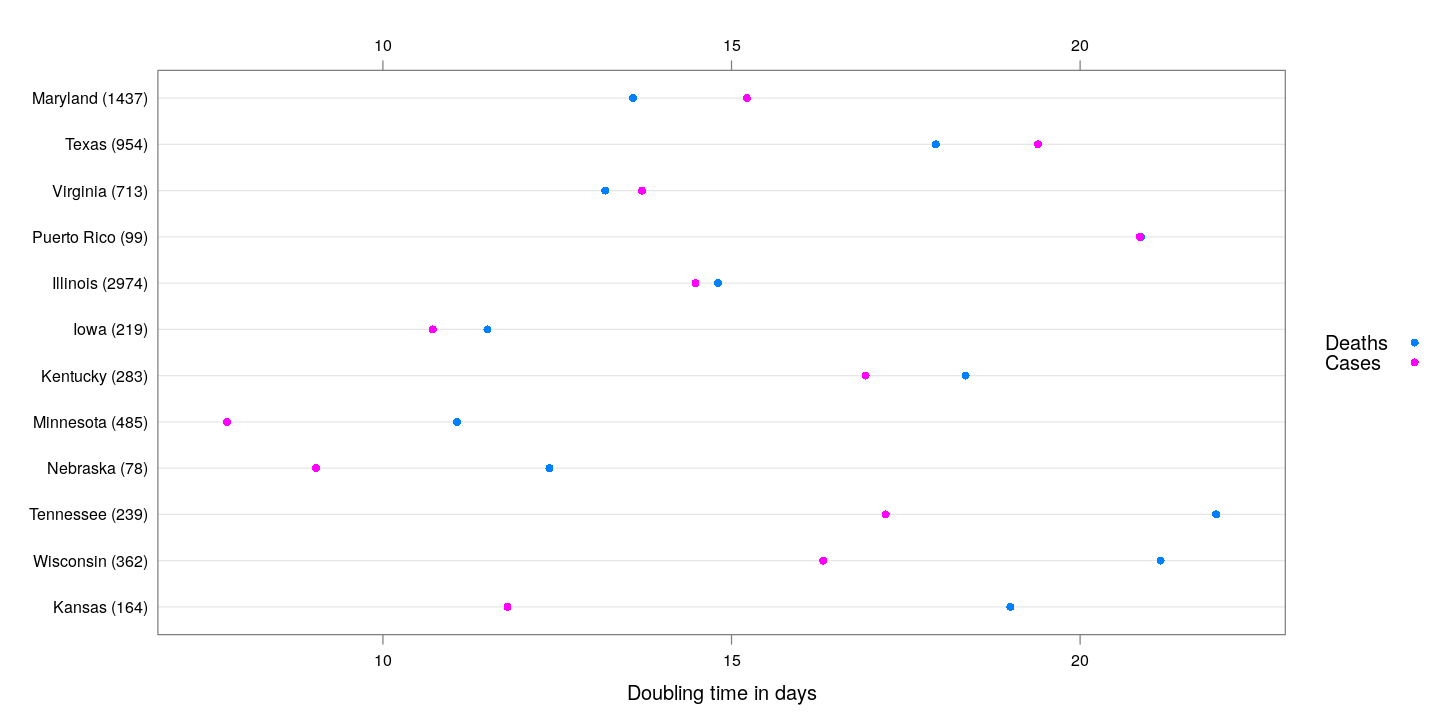 10 15 20
Maryland (1437)
Texas (954)
Virginia (713)
Puerto Rico (99)
Illinois (2974)
Iowa (219)
Kentucky (283)
Minnesota (485)
Nebraska (78)
Tennessee (239)
Wisconsin (362)
Kansas (164)
10 15 20
Doubling time in days
Deaths
Cases